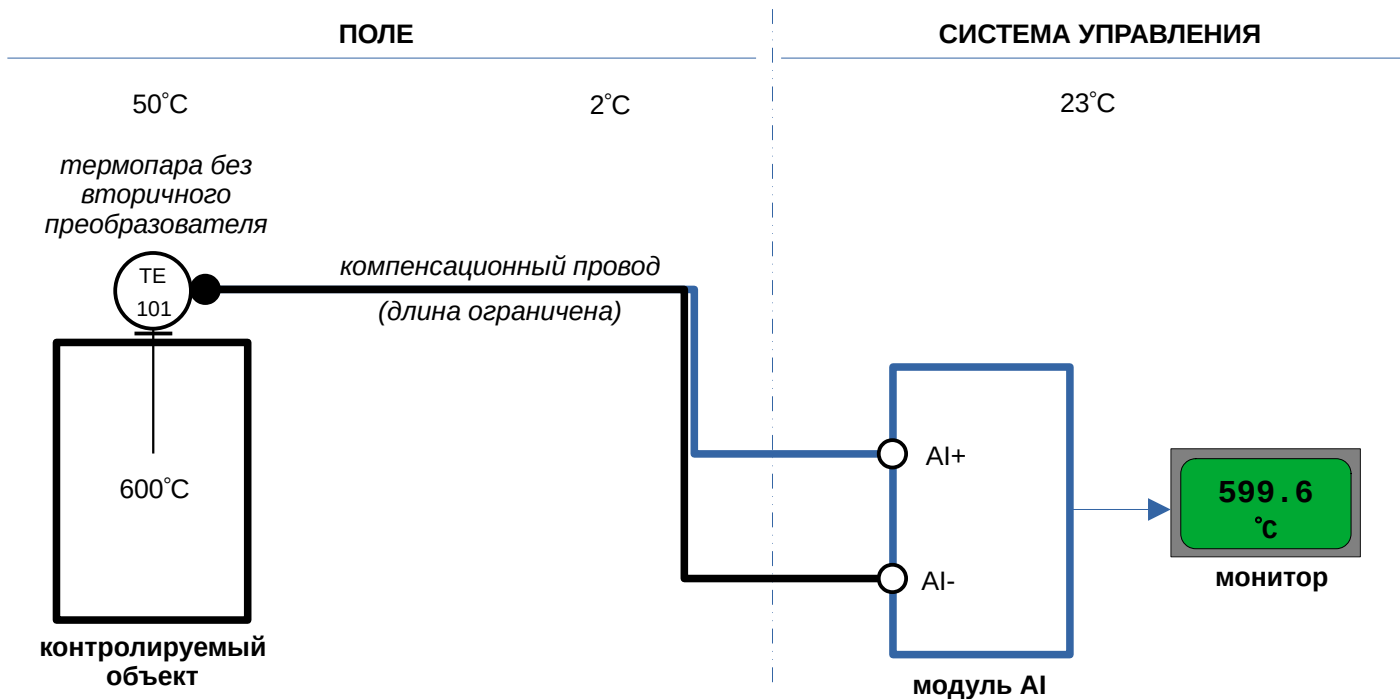 ПОЛЕ
СИСТЕМА УПРАВЛЕНИЯ
50°C
2°C
23°C
термопара без
вторичного
преобразователя
TE
101
компенсационный провод
(длина ограничена)
600°C
AI+
AI-
599.6
°C
монитор
контролируемый
объект
модуль AI